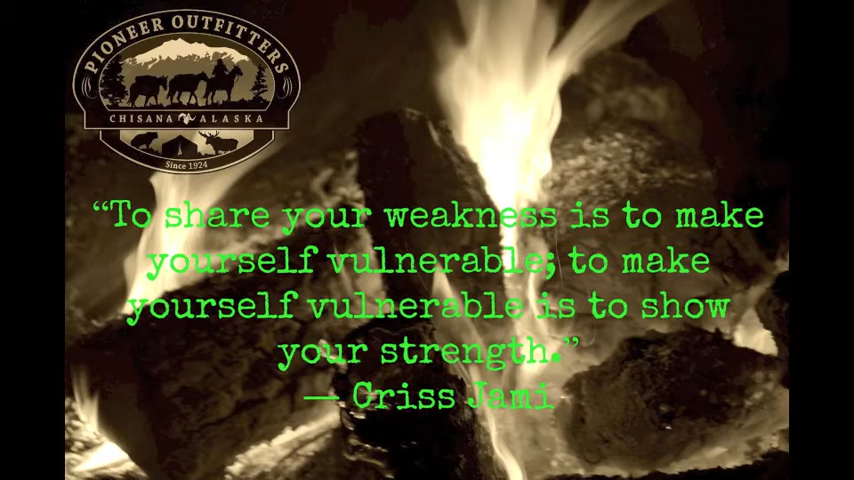 PIONEER OUTFITTERS
CHISANA ALASKA
Since 1924
“To share your weakness is to make
yourself vulnerable; to make
yourself vulnerable is to show
your strength.”
— Criss Jami